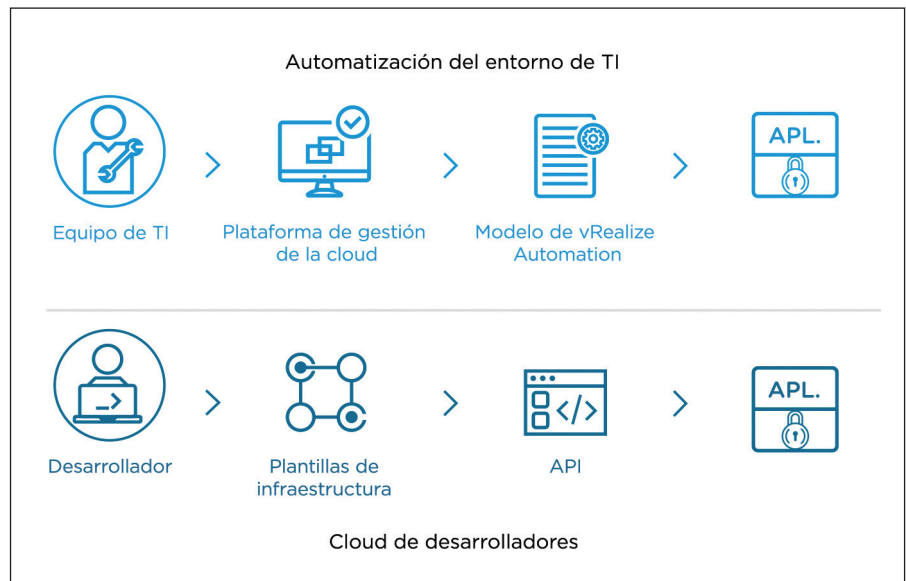 Automatización del entorno de TI
APL.
Equipo de TI
Plataforma de gestión
de la cloud
Modelo de vRealize
Automation
APL.
Desarrollador
Plantillas de
infraestructura
API
Cloud de desarrolladores